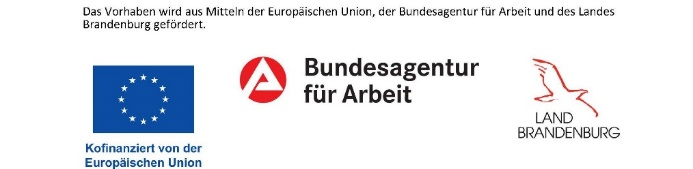 Das Vorhaben wird aus Mitteln der Europäischen Union, der Bundesagentur für Arbeit und des Landes
Brandenburg gefördert.
Bundesagentur
für Arbeit
LAND
BRANDENBURG
Kofinanziert von der
Europäischen Union